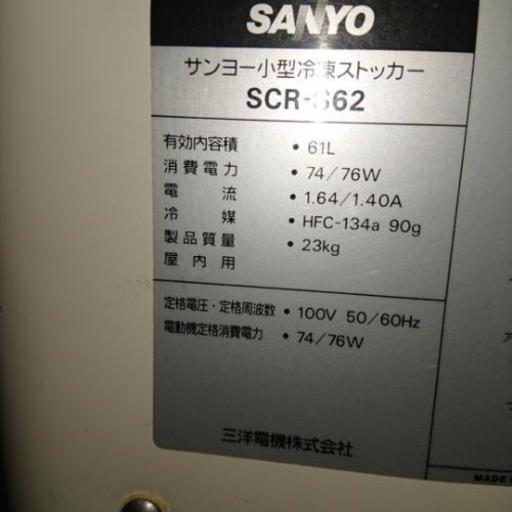 SANYO
サンヨー小型冷凍ストッカー
SCR-S62
有効内容積 • 61L
消費電力 • 74/76W
電流 • 1.64/1.40A
冷媒 • HFC-134a 90g
製品質量 • 23kg
屋内用
定格電圧・定格周波数 • 100V 50/60Hz
電動機定格消費電力 • 74/76W
三洋電機株式会社
MADE